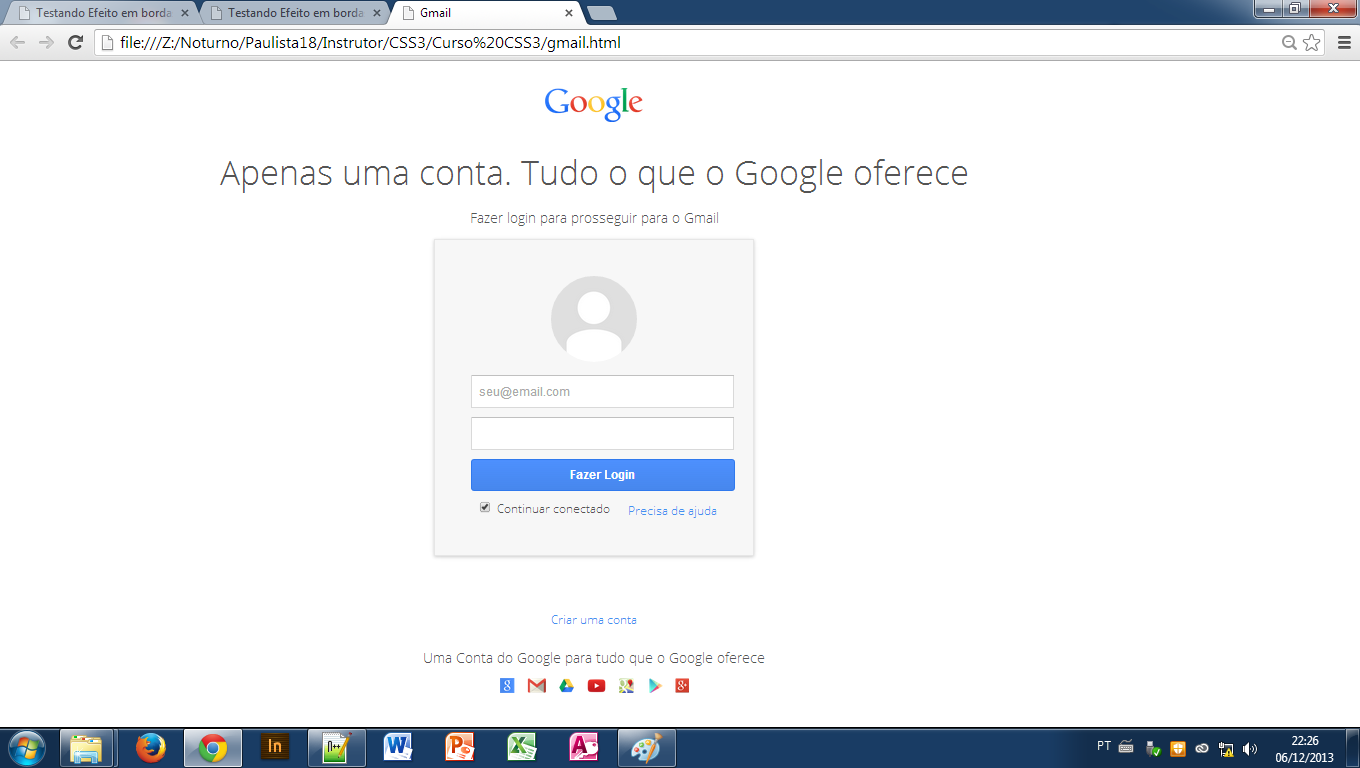 Testando Efeito em borda
Testando Efeito em borda
Gmail
file:///Z:/Noturno/Paulista18/Instrutor/CSS3/Curso%20CSS3/gmail.html
Google
Apenas uma conta. Tudo o que o Google oferece
Fazer login para prosseguir para o Gmail
seu@email.com
Fazer Login
Continuar conectado
Precisa de ajuda
Criar uma conta
Uma Conta do Google para tudo que o Google oferece
In
PT
22:26
06/12/2013